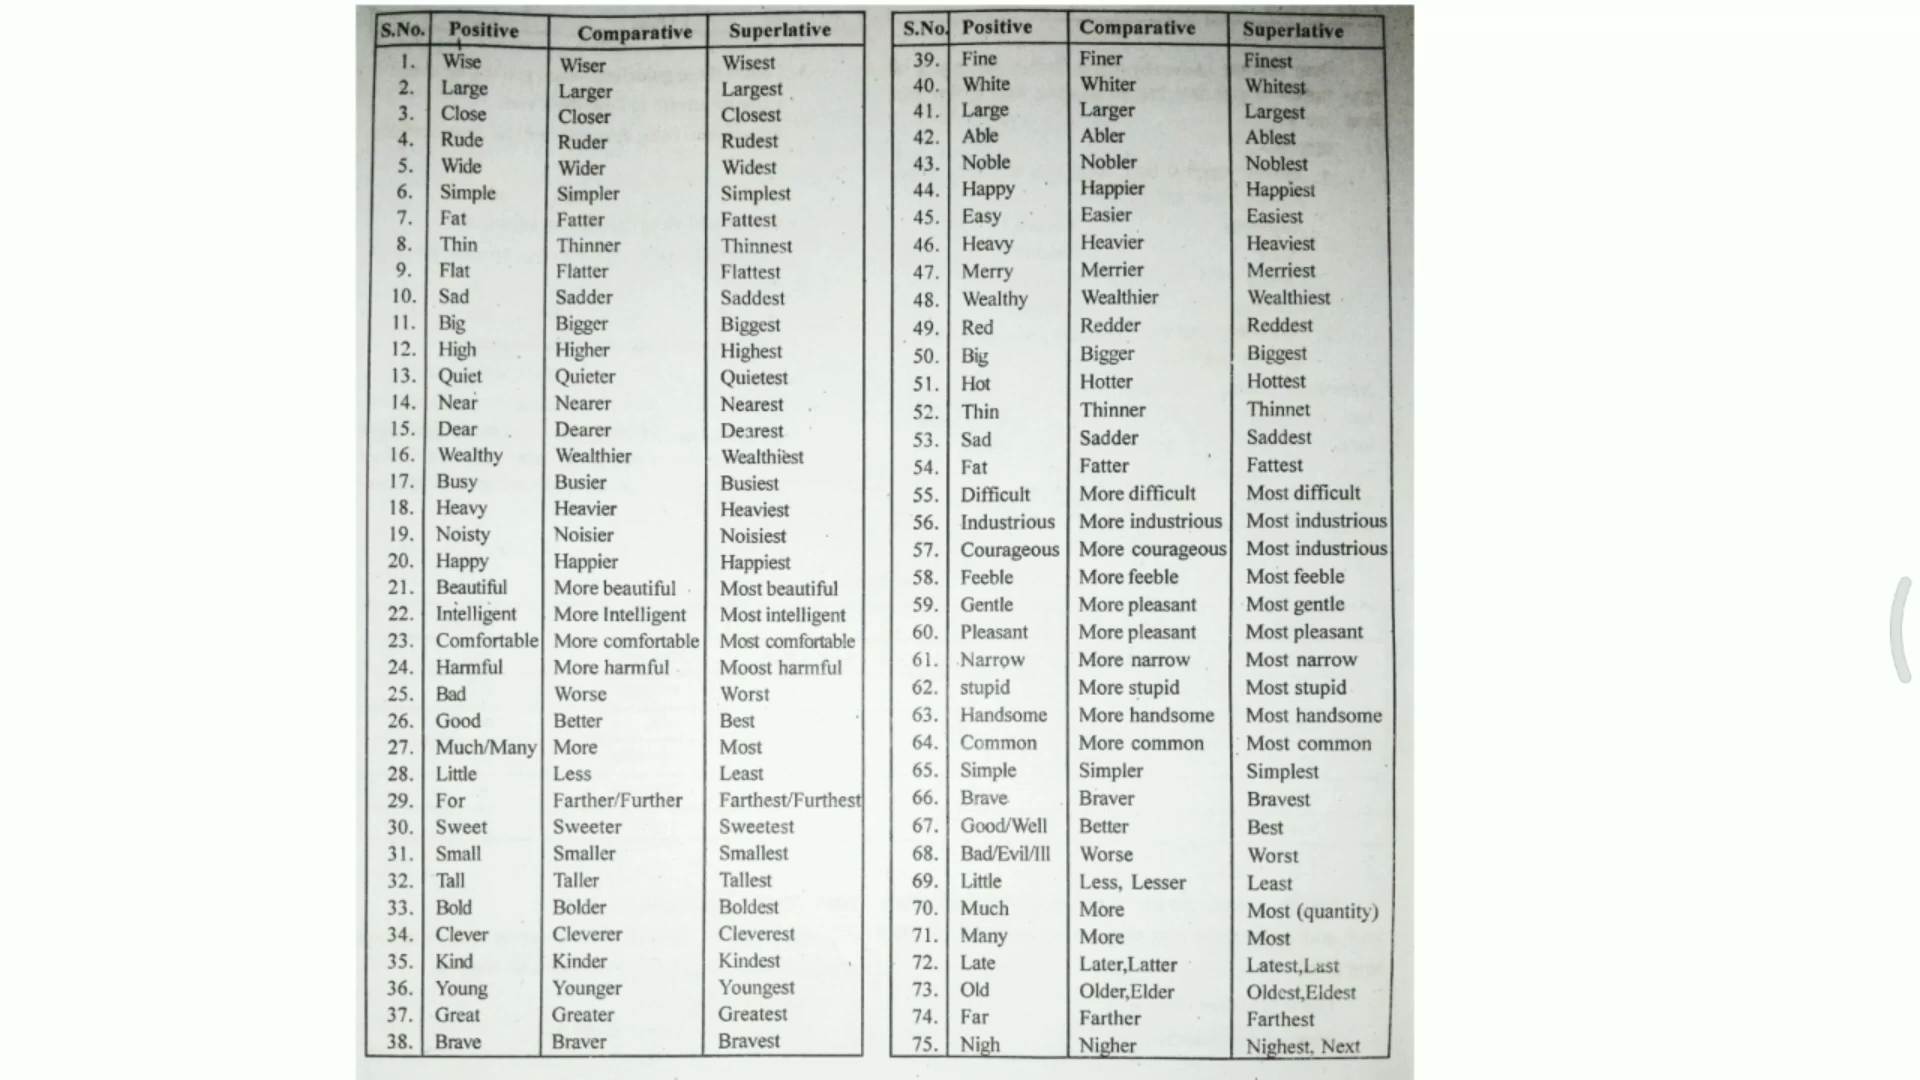 S.No. Positive Comparative Superlative
1. Wise Wiser Wisest
2. Large Larger Largest
3. Close Closer Closest
4. Rude Ruder Rudest
5. Wide Wider Widest
6. Simple Simpler Simplest
7. Fat Fatter Fattest
8. Thin Thinner Thinnest
9. Flat Flatter Flattest
10. Sad Sadder Saddest
11. Big Bigger Biggest
12. High Higher Highest
13. Quiet Quieter Quietest
14. Near Nearer Nearest
15. Dear Dearer Dearest
16. Wealthy Wealthier Wealthiest
17. Busy Busier Busiest
18. Heavy Heavier Heaviest
19. Noisty Noisier Noisiest
20. Happy Happier Happiest
21. Beautiful More beautiful Most beautiful
22. Intelligent More Intelligent Most intelligent
23. Comfortable More comfortable Most comfortable
24. Harmful More harmful Moost harmful
25. Bad Worse Worst
26. Good Better Best
27. Much/Many More Most
28. Little Less Least
29. For Farther/Further Farthest/Furthest
30. Sweet Sweeter Sweetest
31. Small Smaller Smallest
32. Tall Taller Tallest
33. Bold Bolder Boldest
34. Clever Cleverer Cleverest
35. Kind Kinder Kindest
36. Young Younger Youngest
37. Great Greater Greatest
38. Brave Braver Bravest
S.No. Positive Comparative Superlative
39. Fine Finer Finest
40. White Whiter Whitest
41. Large Larger Largest
42. Able Abler Ablest
43. Noble Nobler Noblest
44. Happy Happier Happiest
45. Easy Easier Easiest
46. Heavy Heavier Heaviest
47. Merry Merrier Merriest
48. Wealthy Wealthier Wealthiest
49. Red Redder Reddest
50. Big Bigger Biggest
51. Hot Hotter Hottest
52. Thin Thinner Thinnet
53. Sad Sadder Saddest
54. Fat Fatter Fattest
55. Difficult More difficult Most difficult
56. Industrious More industrious Most industrious
57. Courageous More courageous Most industrious
58. Feeble More feeble Most feeble
59. Gentle More pleasant Most gentle
60. Pleasant More pleasant Most pleasant
61. Narrow More narrow Most narrow
62. stupid More stupid Most stupid
63. Handsome More handsome Most handsome
64. Common More common Most common
65. Simple Simpler Simplest
66. Brave Braver Bravest
67. Good/Well Better Best
68. Bad/Evil/Ill Worse Worst
69. Little Less, Lesser Least
70. Much More Most (quantity)
71. Many More Most
72. Late Later,Latter Latest,Last
73. Old Older,Elder Oldest,Eldest
74. Far Farther Farthest
75. Nigh Nigher Nighest, Next